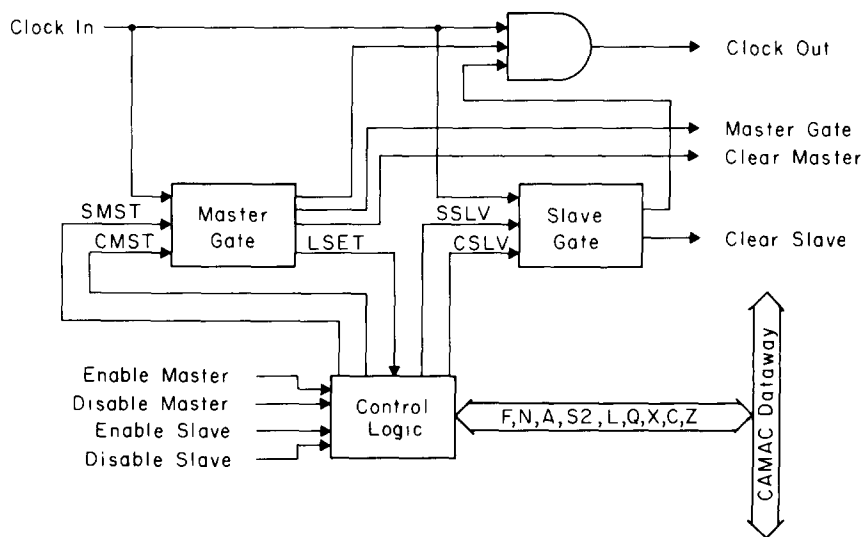 Clock In
Clock Out
Master Gate
Clear Master
SMST
Master
Gate
SSLV
Slave
Gate
CMST
LSET
CSLV
Clear Slave
Enable Master
Disable Master
Enable Slave
Disable Slave
Control
Logic
F,N,A,S2,L,Q,X,C,Z
CAMAC Dataway